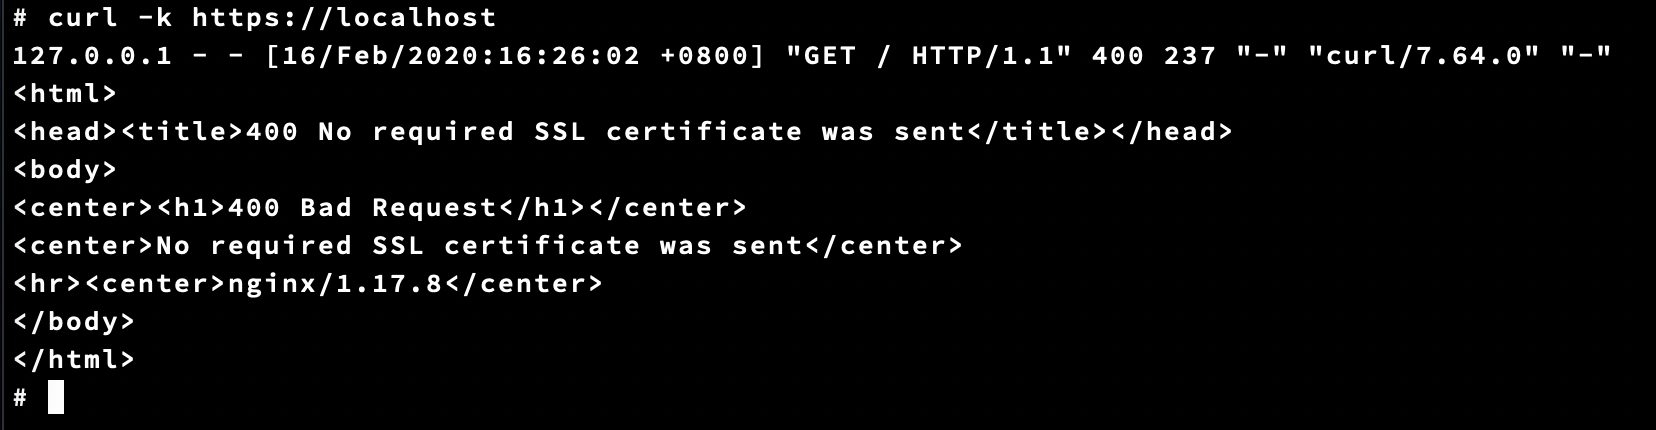 # curl -k https://localhost
127.0.0.1 - - [16/Feb/2020:16:26:02 +0800] "GET / HTTP/1.1" 400 237 "-" "curl/7.64.0" "-"
<html>
<head><title>400 No required SSL certificate was sent</title></head>
<body>
<center><h1>400 Bad Request</h1></center>
<center>No required SSL certificate was sent</center>
<hr><center>nginx/1.17.8</center>
</body>
</html>
#